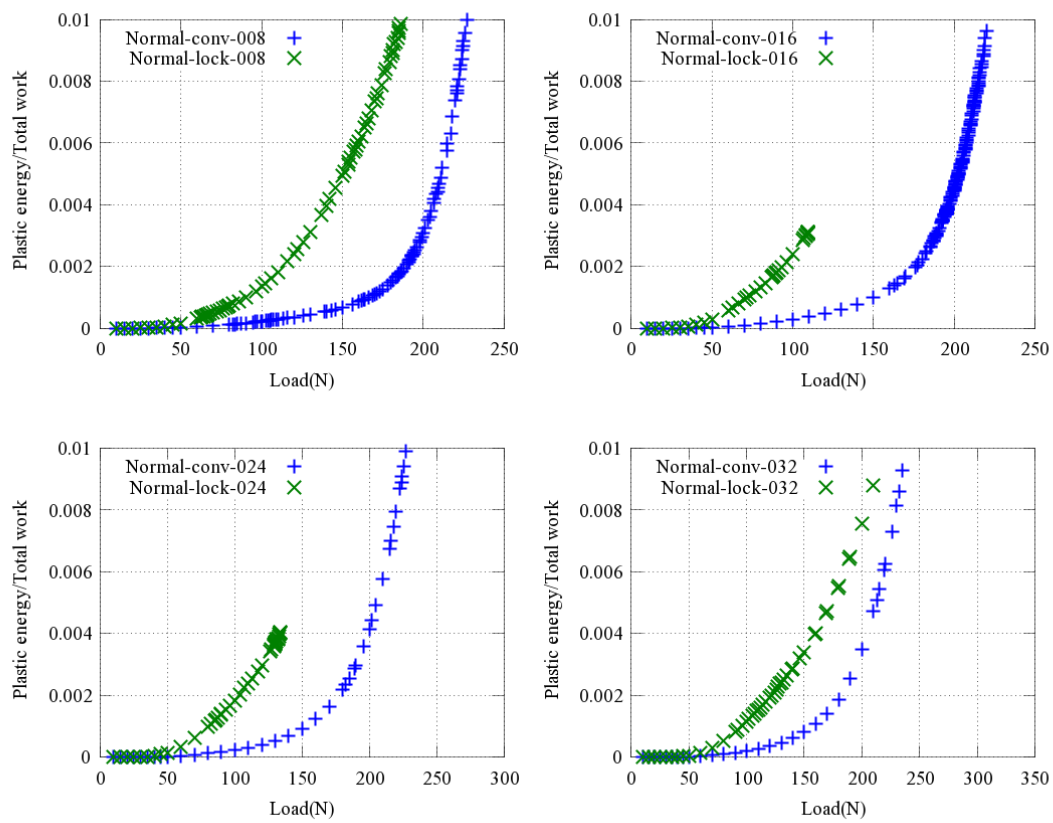 0.01
0.008
0.006
0.004
0.002
0
Plastic energy/Total work
Normal-conv-008
Normal-lock-008
0 50 100 150 200 250
Load(N)
0.01
0.008
0.006
0.004
0.002
0
Plastic energy/Total work
Normal-conv-016
Normal-lock-016
0 50 100 150 200 250
Load(N)
0.01
0.008
0.006
0.004
0.002
0
Plastic energy/Total work
Normal-conv-024
Normal-lock-024
0 50 100 150 200 250 300
Load(N)
0.01
0.008
0.006
0.004
0.002
0
Plastic energy/Total work
Normal-conv-032
Normal-lock-032
0 50 100 150 200 250 300 350
Load(N)